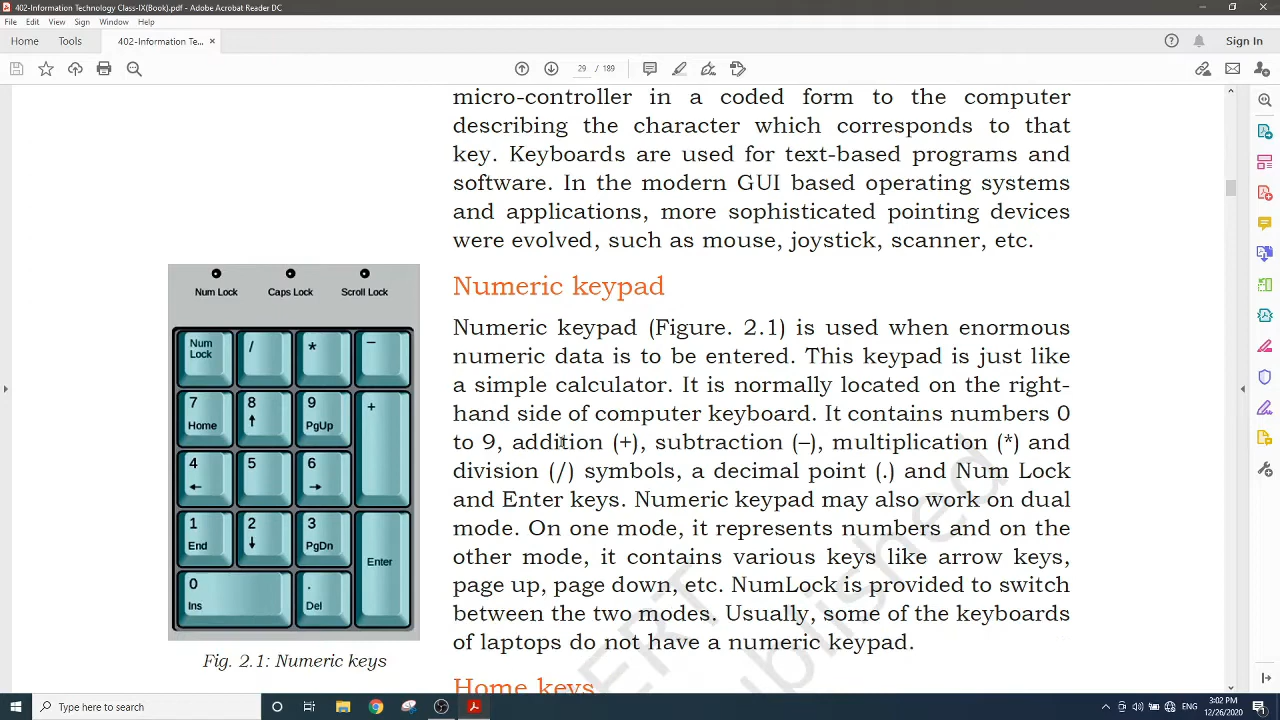 402-Information Technology Class-IX(Book).pdf - Adobe Acrobat Reader DC
File Edit View Sign Window Help
Home Tools 402-Information Te... × Sign In
29 / 189
micro-controller in a coded form to the computer
describing the character which corresponds to that
key. Keyboards are used for text-based programs and
software. In the modern GUI based operating systems
and applications, more sophisticated pointing devices
were evolved, such as mouse, joystick, scanner, etc.
Numeric keypad
Numeric keypad (Figure. 2.1) is used when enormous
numeric data is to be entered. This keypad is just like
a simple calculator. It is normally located on the right-
hand side of computer keyboard. It contains numbers 0
to 9, addition (+), subtraction (–), multiplication (*) and
division (/) symbols, a decimal point (.) and Num Lock
and Enter keys. Numeric keypad may also work on dual
mode. On one mode, it represents numbers and on the
other mode, it contains various keys like arrow keys,
page up, page down, etc. NumLock is provided to switch
between the two modes. Usually, some of the keyboards
of laptops do not have a numeric keypad.
Home keys
Num Lock Caps Lock Scroll Lock
Num
Lock
/ * –
7 8 9 +
Home ↑ PgUp
4 5 6
← →
1 2 3
End ↓ PgDn Enter
0 .
Ins Del
Fig. 2.1: Numeric keys
Type here to search
3:02 PM
12/26/2020